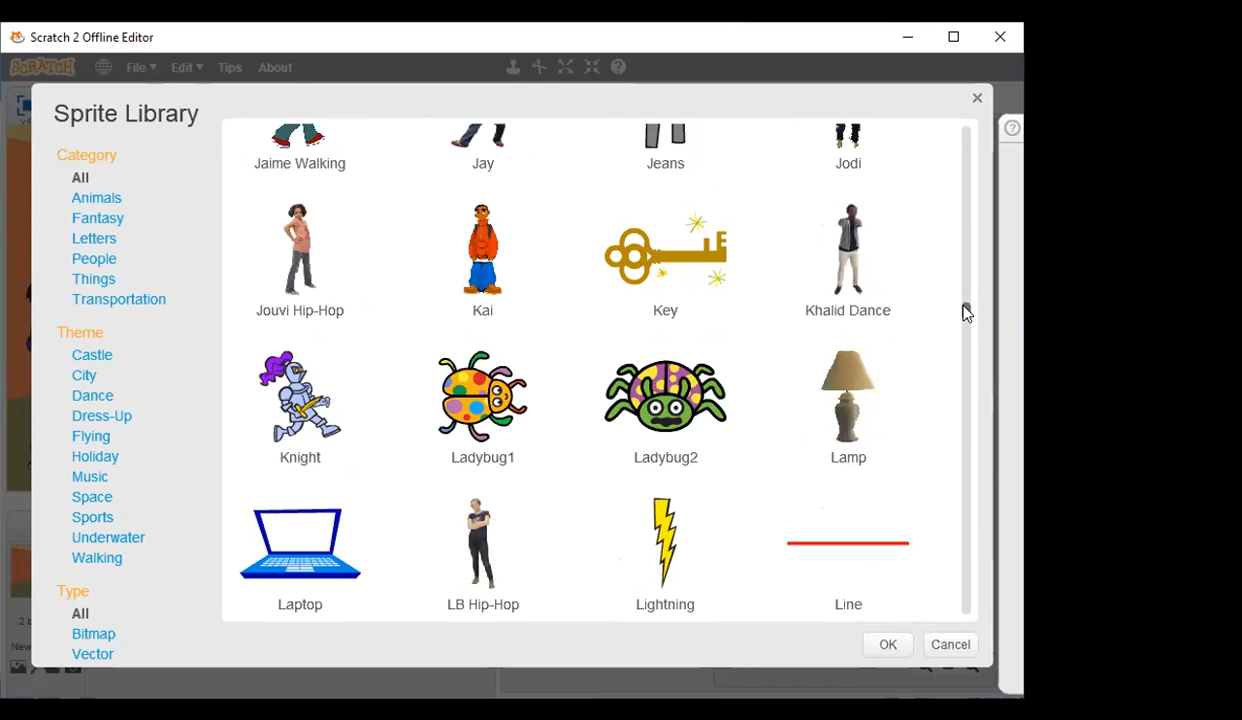 Scratch 2 Offline Editor
SCRATCH File Edit Tips About
Sprite Library
Category
All
Animals
Fantasy
Letters
People
Things
Transportation
Theme
Castle
City
Dance
Dress-Up
Flying
Holiday
Music
Space
Sports
Underwater
Walking
Type
All
Bitmap
Vector
Jaime Walking Jay Jeans Jodi
Jouvi Hip-Hop Kai Key Khalid Dance
Knight Ladybug1 Ladybug2 Lamp
Laptop LB Hip-Hop Lightning Line
OK Cancel